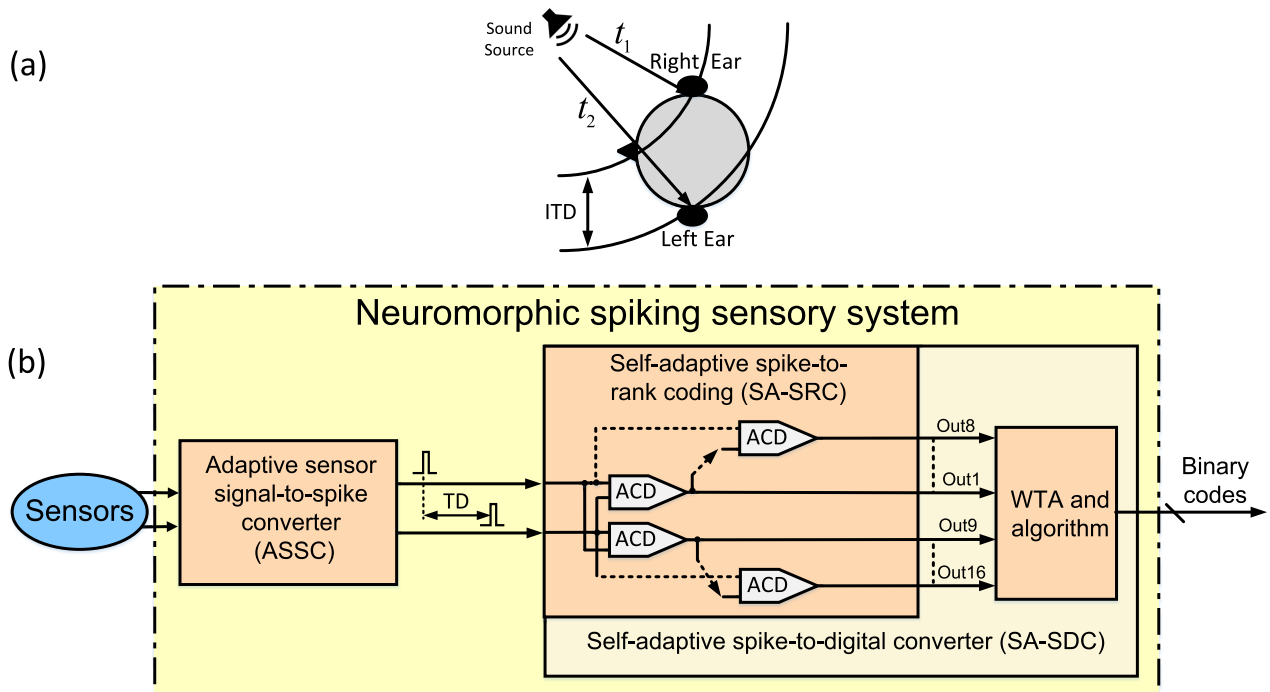 (a)
Sound
Source
t1
t2
Right Ear
ITD
Left Ear
(b)
Neuromorphic spiking sensory system
Self-adaptive spike-to-
rank coding (SA-SRC)
Sensors
Adaptive sensor
signal-to-spike
converter
(ASSC)
TD
ACD
ACD
ACD
ACD
Out8
Out1
Out9
Out16
WTA and
algorithm
Binary
codes
Self-adaptive spike-to-digital converter (SA-SDC)